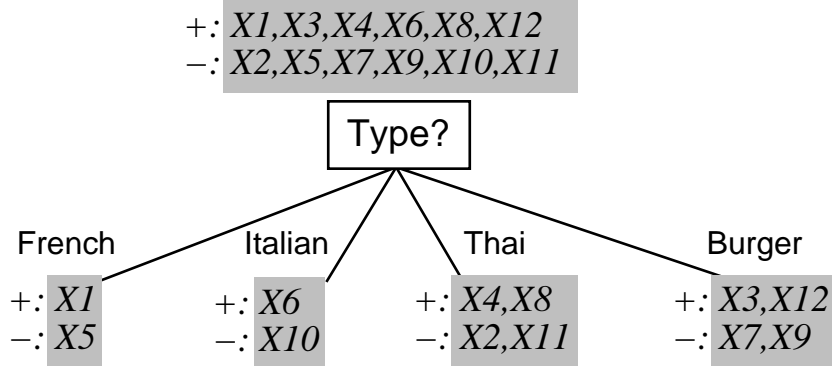 +: X1,X3,X4,X6,X8,X12
–: X2,X5,X7,X9,X10,X11
Type?
French Italian Thai Burger
+: X1 +: X6 +: X4,X8 +: X3,X12
–: X5 –: X10 –: X2,X11 –: X7,X9